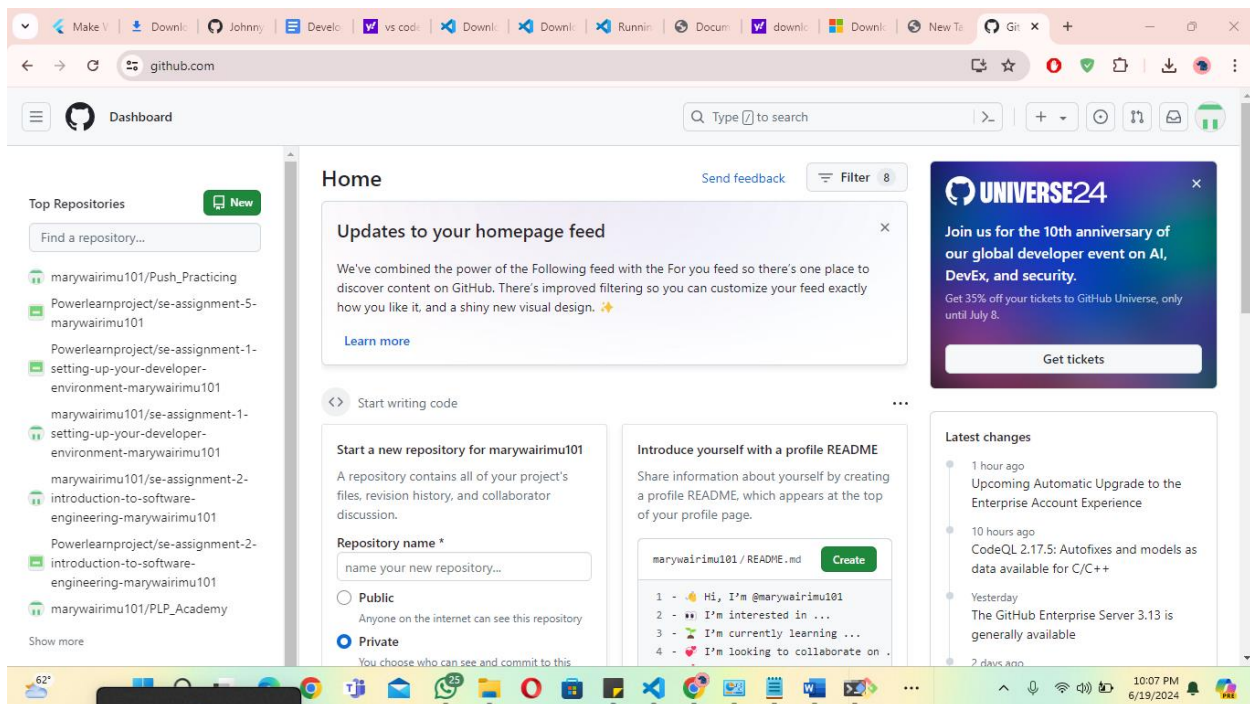 Make V
Downlo
Johnny
Develo
vs code
Downlo
Downlo
Runnin
Docum
downlo
Downlo
New Ta
Git
github.com
Dashboard
Type / to search
Top Repositories
New
Find a repository...
marywairimu101/Push_Practicing
Powerlearnproject/se-assignment-5-
marywairimu101
Powerlearnproject/se-assignment-1-
setting-up-your-developer-
environment-marywairimu101
marywairimu101/se-assignment-1-
setting-up-your-developer-
environment-marywairimu101
marywairimu101/se-assignment-2-
introduction-to-software-
engineering-marywairimu101
Powerlearnproject/se-assignment-2-
introduction-to-software-
engineering-marywairimu101
marywairimu101/PLP_Academy
Show more
Home
Send feedback
Filter 8
Updates to your homepage feed
We've combined the power of the Following feed with the For you feed so there's one place to
discover content on GitHub. There's improved filtering so you can customize your feed exactly
how you like it, and a shiny new visual design. ✨
Learn more
Start writing code
Start a new repository for marywairimu101
A repository contains all of your project's
files, revision history, and collaborator
discussion.
Repository name *
name your new repository...
Public
Anyone on the internet can see this repository
Private
You choose who can see and commit to this
Introduce yourself with a profile README
Share information about yourself by creating
a profile README, which appears at the top
of your profile page.
marywairimu101 / README.md
Create
1 - 👋 Hi, I'm @marywairimu101
2 - 👀 I'm interested in ...
3 - 🌱 I'm currently learning ...
4 - 💞️ I'm looking to collaborate on .
UNIVERSE24
Join us for the 10th anniversary of
our global developer event on AI,
DevEx, and security.
Get 35% off your tickets to GitHub Universe, only
until July 8.
Get tickets
Latest changes
1 hour ago
Upcoming Automatic Upgrade to the
Enterprise Account Experience
10 hours ago
CodeQL 2.17.5: Autofixes and models as
data available for C/C++
Yesterday
The GitHub Enterprise Server 3.13 is
generally available
2 days ago
62°
25
PRE
10:07 PM
6/19/2024